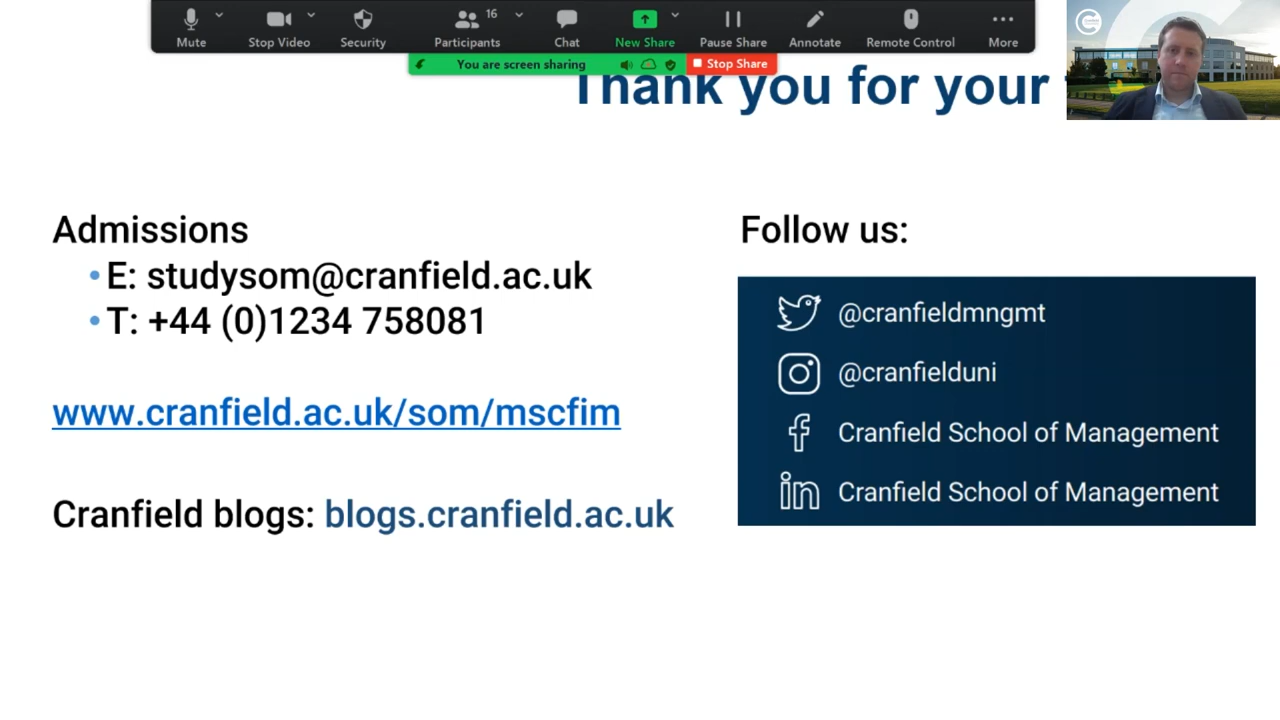 Mute
Stop Video
Security
Participants
16
Chat
New Share
Pause Share
Annotate
Remote Control
More
You are screen sharing
Stop Share
Thank you for your
Admissions
• E: studysom@cranfield.ac.uk
• T: +44 (0)1234 758081
www.cranfield.ac.uk/som/mscfim
Cranfield blogs: blogs.cranfield.ac.uk
Follow us:
@cranfieldmngmt
@cranfielduni
Cranfield School of Management
Cranfield School of Management